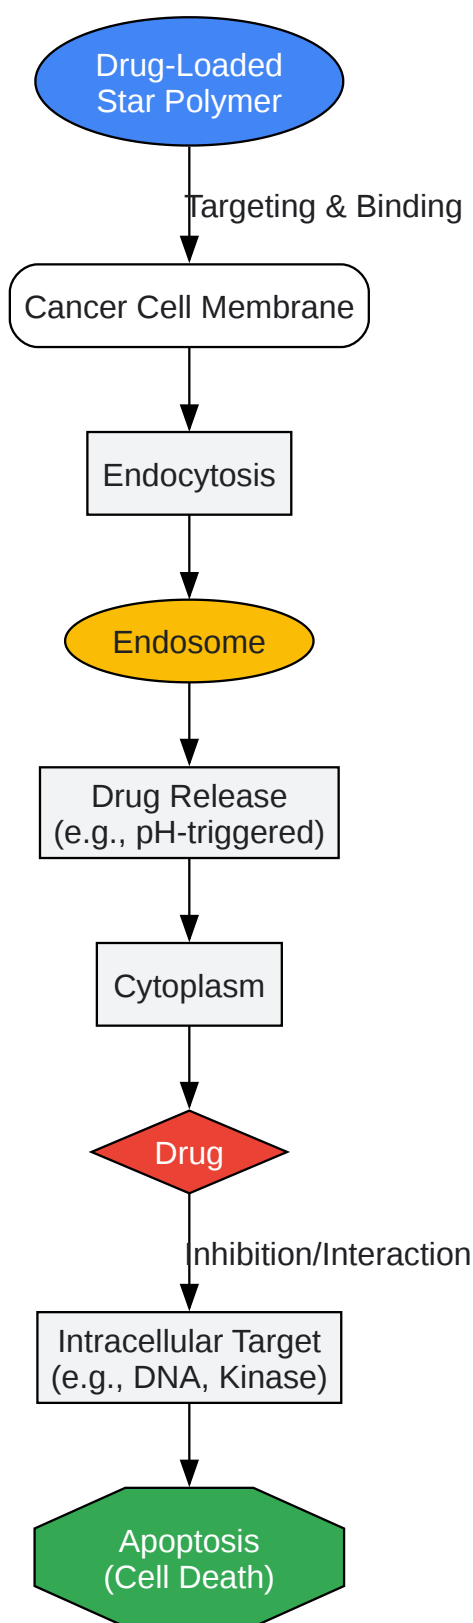 Drug-Loaded
Star Polymer
Targeting & Binding
Cancer Cell Membrane
Endocytosis
Endosome
Drug Release
(e.g., pH-triggered)
Cytoplasm
Drug
Inhibition/Interaction
Intracellular Target
(e.g., DNA, Kinase)
Apoptosis
(Cell Death)